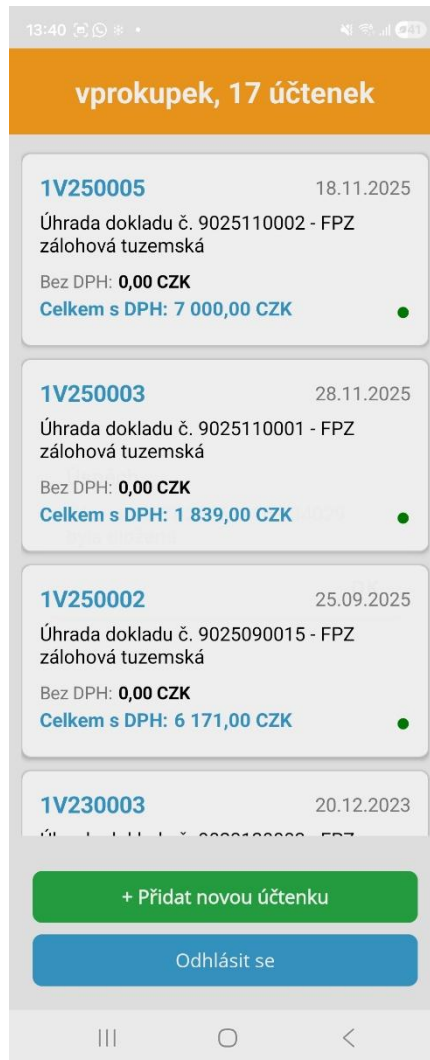 13:40
41
vprokupek, 17 účtenek
1V250005 18.11.2025
Úhrada dokladu č. 9025110002 - FPZ
zálohová tuzemská
Bez DPH: 0,00 CZK
Celkem s DPH: 7 000,00 CZK
1V250003 28.11.2025
Úhrada dokladu č. 9025110001 - FPZ
zálohová tuzemská
Bez DPH: 0,00 CZK
Celkem s DPH: 1 839,00 CZK
1V250002 25.09.2025
Úhrada dokladu č. 9025090015 - FPZ
zálohová tuzemská
Bez DPH: 0,00 CZK
Celkem s DPH: 6 171,00 CZK
1V230003 20.12.2023
+ Přidat novou účtenku
Odhlásit se